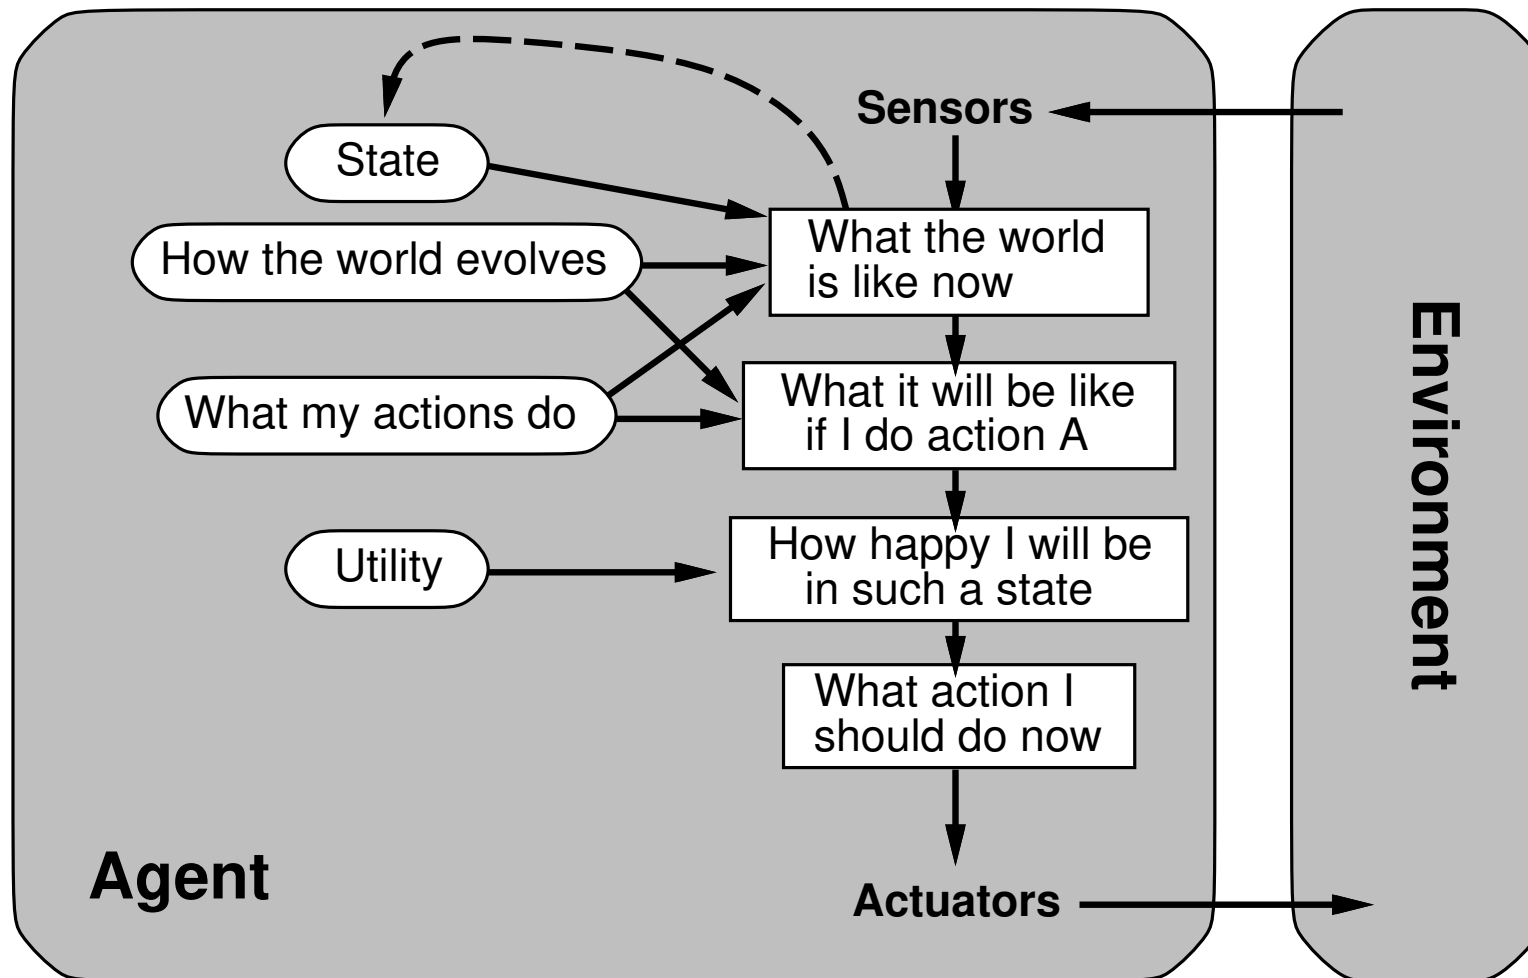 Sensors
State
What the world
is like now
How the world evolves
What it will be like
if I do action A
What my actions do
How happy I will be
in such a state
Utility
What action I
should do now
Agent
Actuators
Environment